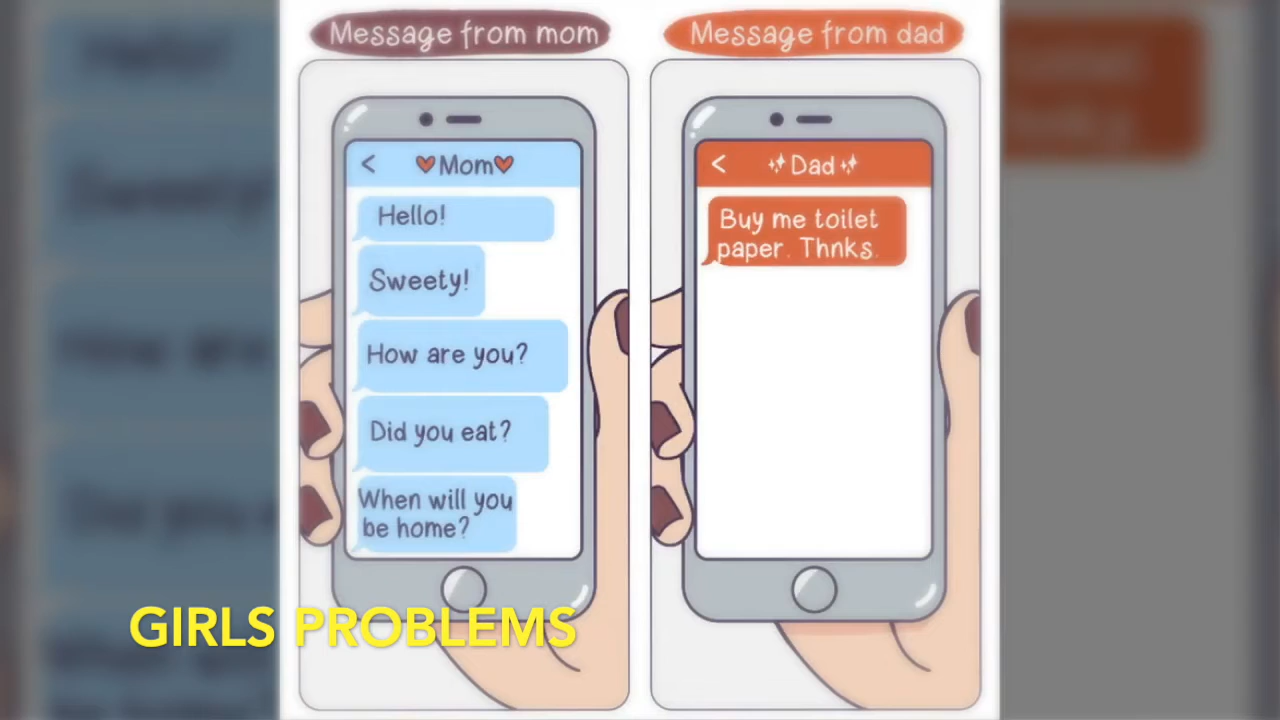 Message from mom
< ❤Mom❤
Hello!
Sweety!
How are you?
Did you eat?
When will you
be home?
Message from dad
< ✨Dad✨
Buy me toilet
paper. Thnks.
GIRLS PROBLEMS